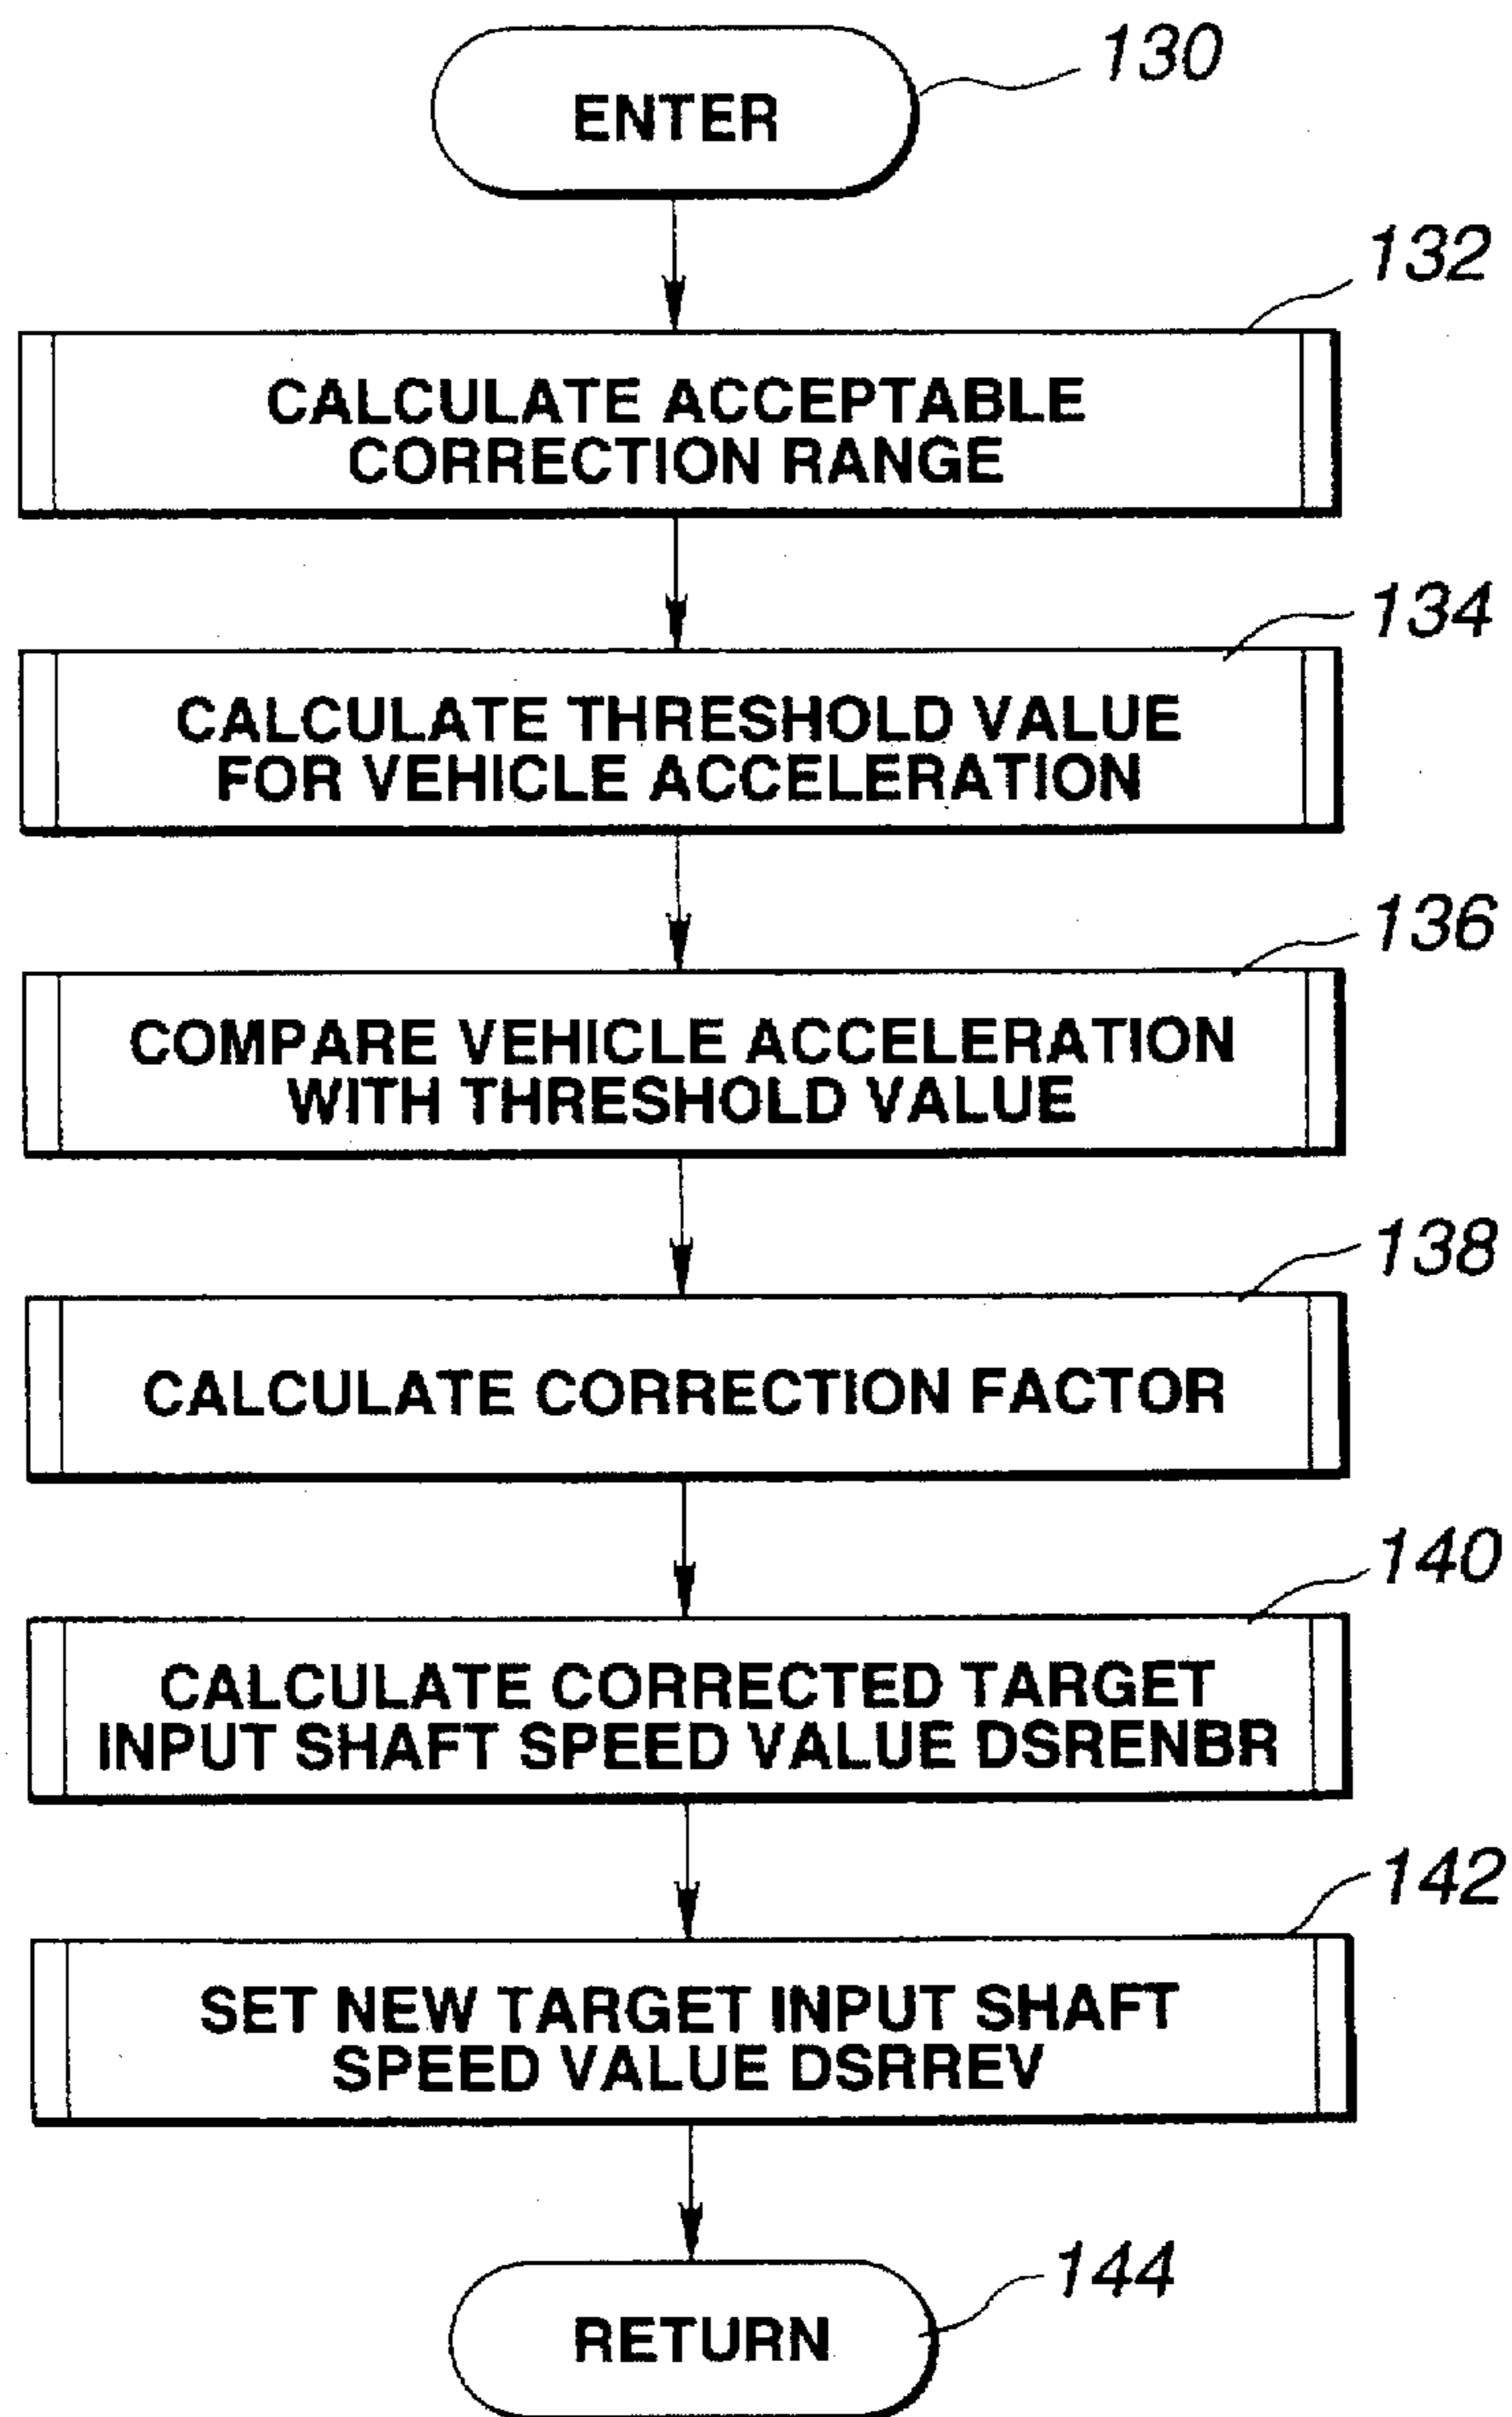 130
ENTER
132
CALCULATE ACCEPTABLE
CORRECTION RANGE
134
CALCULATE THRESHOLD VALUE
FOR VEHICLE ACCELERATION
136
COMPARE VEHICLE ACCELERATION
WITH THRESHOLD VALUE
138
CALCULATE CORRECTION FACTOR
140
CALCULATE CORRECTED TARGET
INPUT SHAFT SPEED VALUE DSRENBR
142
SET NEW TARGET INPUT SHAFT
SPEED VALUE DSRREV
144
RETURN